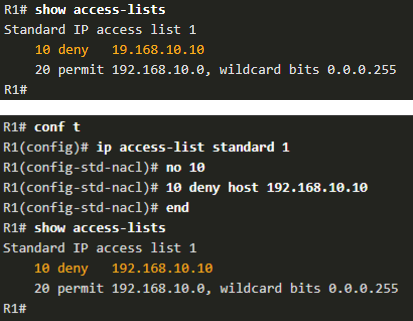 R1# show access-lists
Standard IP access list 1
    10 deny   19.168.10.10
    20 permit 192.168.10.0, wildcard bits 0.0.0.255
R1#
R1# conf t
R1(config)# ip access-list standard 1
R1(config-std-nacl)# no 10
R1(config-std-nacl)# 10 deny host 192.168.10.10
R1(config-std-nacl)# end
R1# show access-lists
Standard IP access list 1
    10 deny   192.168.10.10
    20 permit 192.168.10.0, wildcard bits 0.0.0.255
R1#